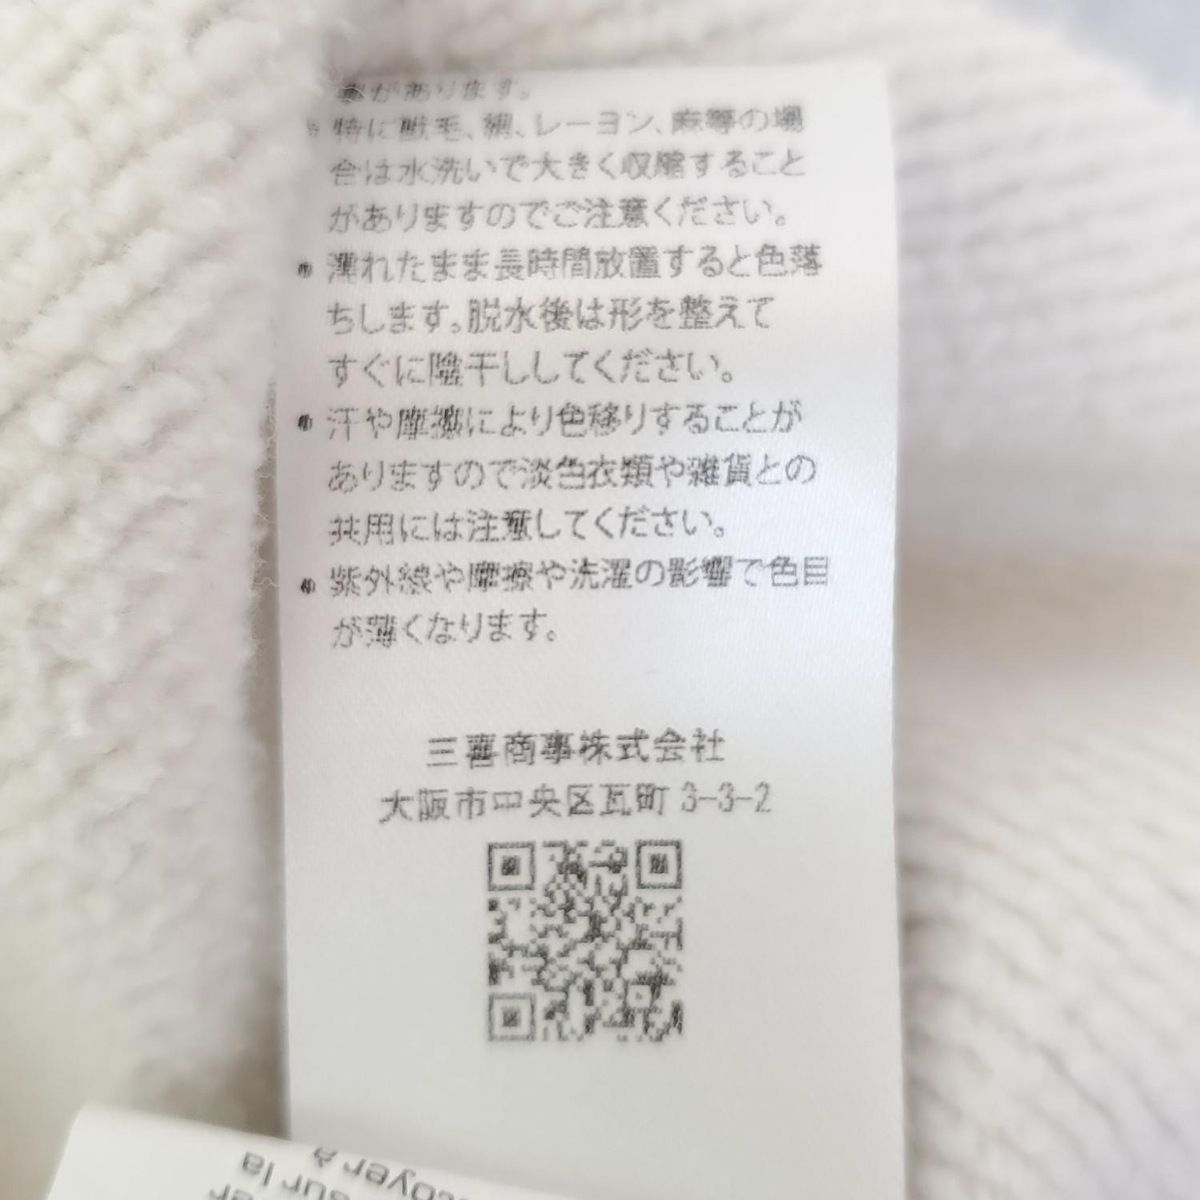 があります。
特に獣毛、絹、レーヨン、麻等の場
合は水洗いで大きく収縮すること
がありますのでご注意ください。
● 濡れたまま長時間放置すると色落
ちします。脱水後は形を整えて
すぐに陰干ししてください。
● 汗や摩擦により色移りすることが
ありますので淡色衣類や雑貨との
共用には注意してください。
● 紫外線や摩擦や洗濯の影響で色目
が薄くなります。
三喜商事株式会社
大阪市中央区瓦町 3-3-2
sur la